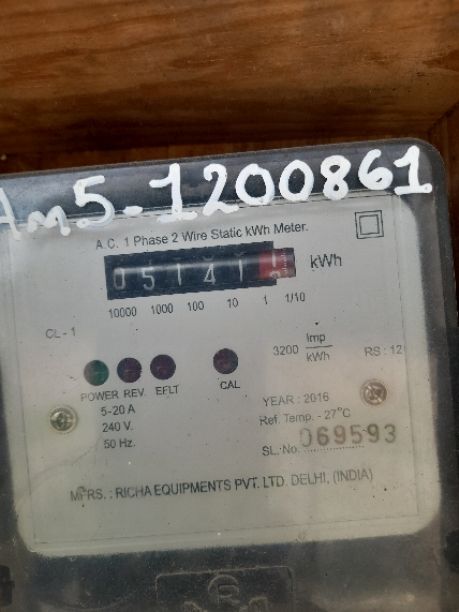 Am5-1200861
A.C. 1 Phase 2 Wire Static kWh Meter.
05141 kWh
10000 1000 100 10 1 1/10
CL-1
3200 Imp/kWh RS: 12
POWER REV. EFLT CAL
5-20 A
240 V.
50 Hz.
YEAR: 2016
Ref. Temp. - 27°C
SL.No. 069593
MFRS.: RICHA EQUIPMENTS PVT. LTD. DELHI, (INDIA)